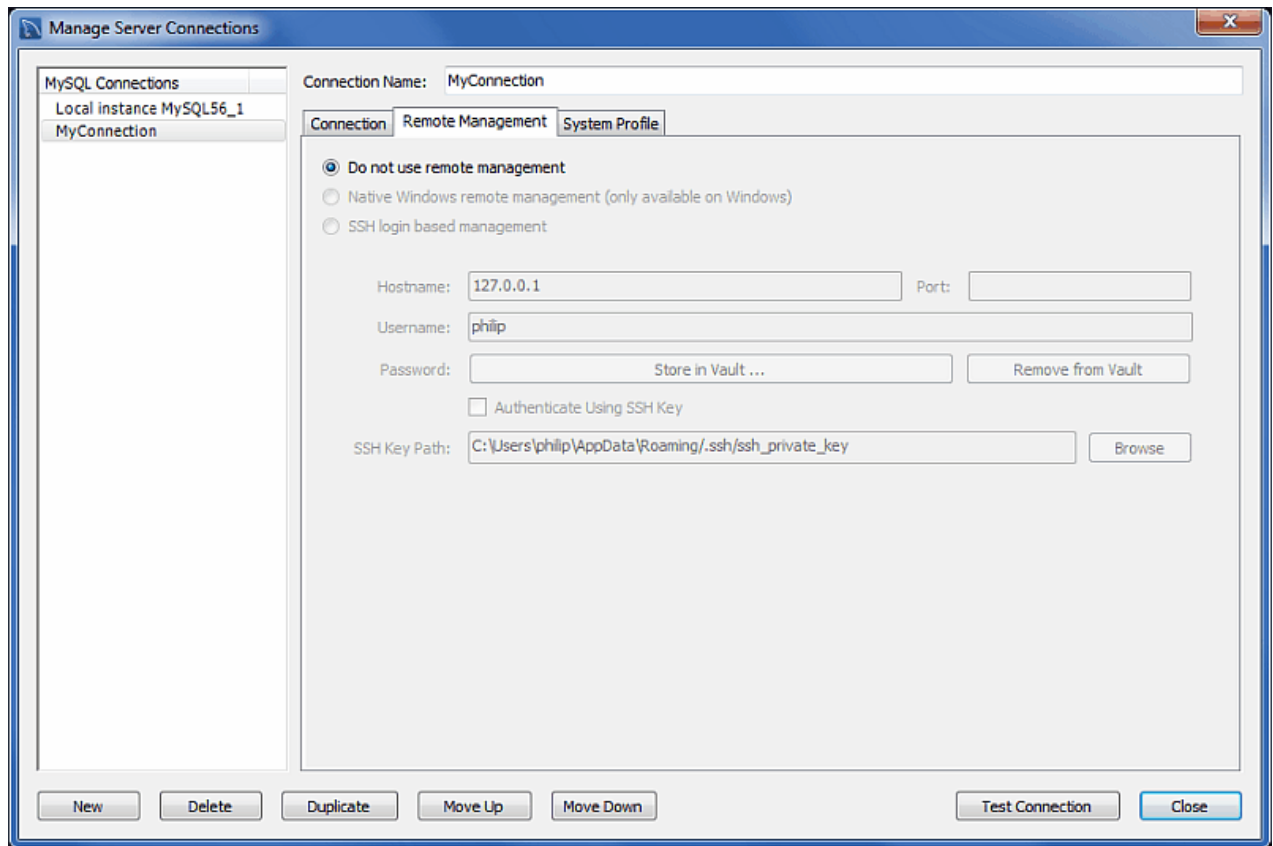 Manage Server Connections
MySQL Connections
Local instance MySQL56_1
MyConnection
Connection Name: MyConnection
Connection Remote Management System Profile
Do not use remote management
Native Windows remote management (only available on Windows)
SSH login based management
Hostname: 127.0.0.1 Port:
Username: philip
Password: Store in Vault ... Remove from Vault
Authenticate Using SSH Key
SSH Key Path: C:\Users\philip\AppData\Roaming/.ssh/ssh_private_key Browse
New Delete Duplicate Move Up Move Down Test Connection Close